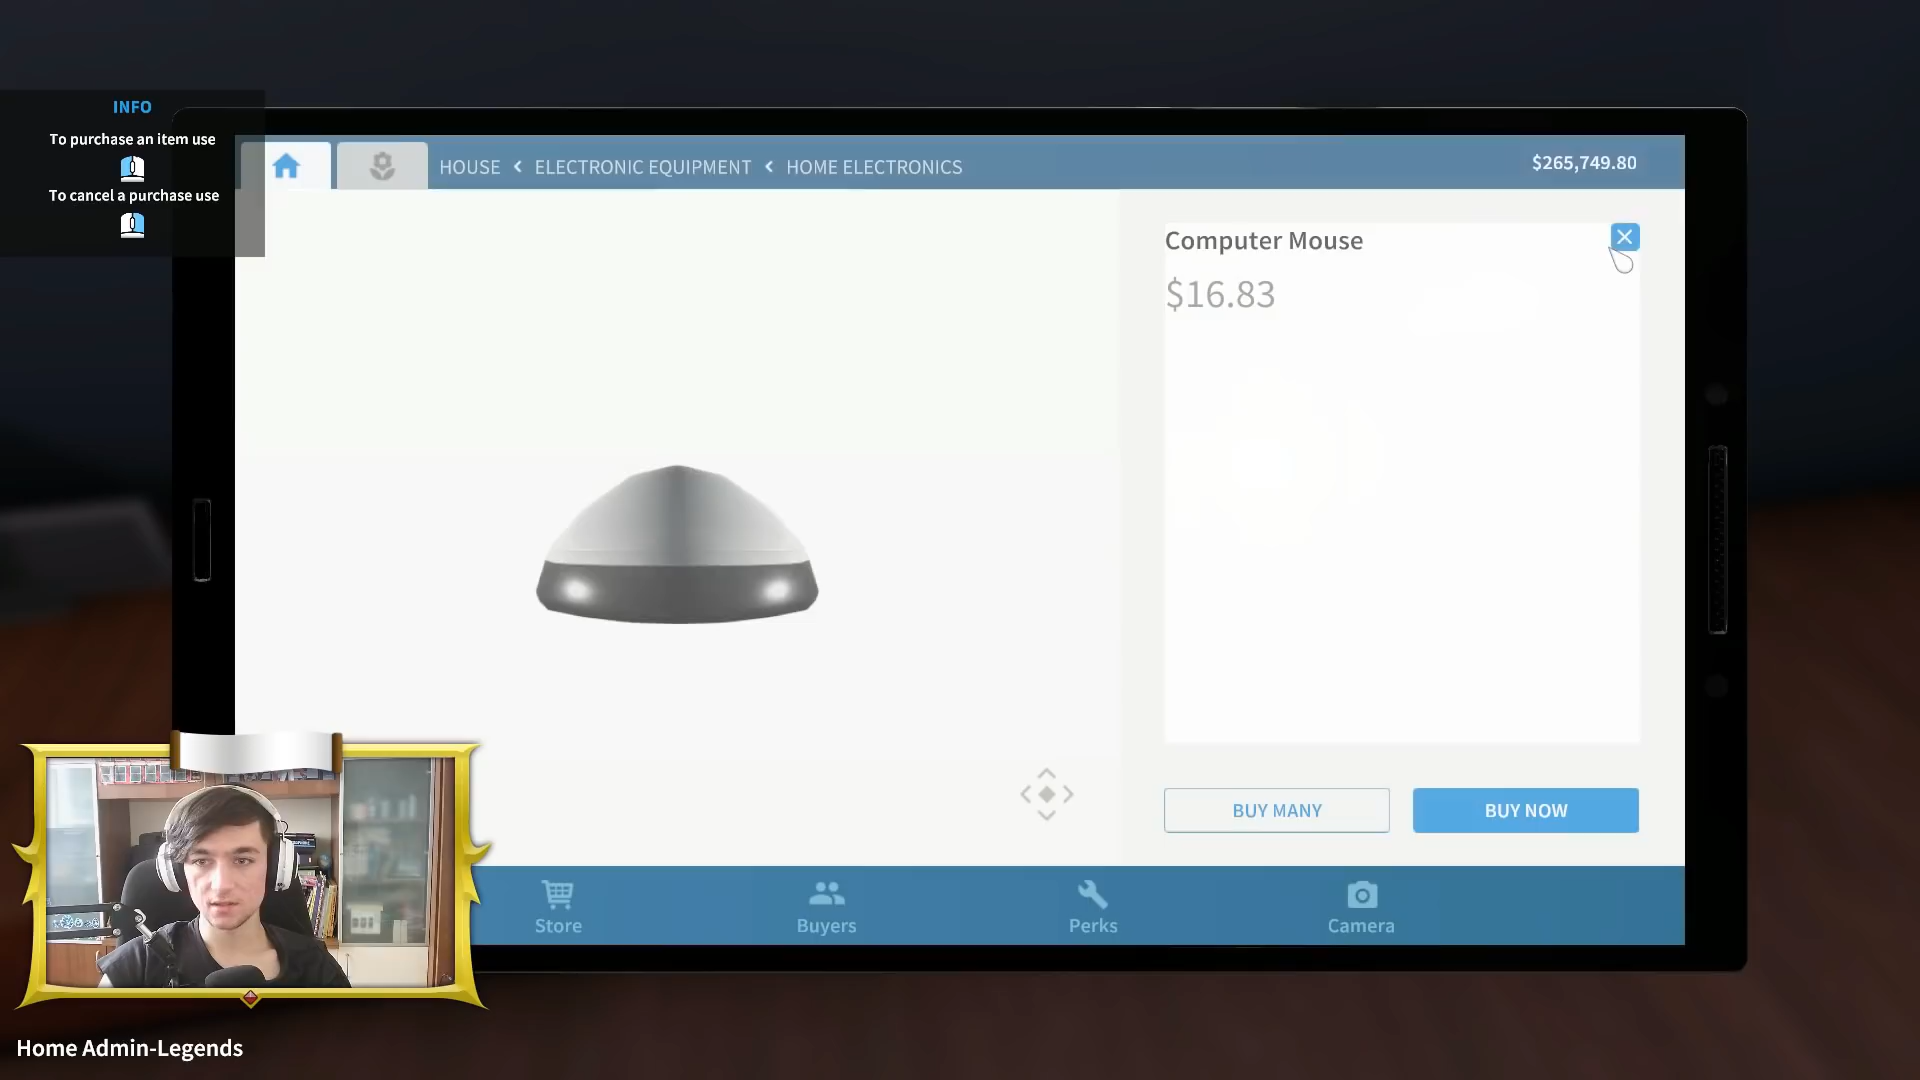 INFO
To purchase an item use
To cancel a purchase use
HOUSE < ELECTRONIC EQUIPMENT < HOME ELECTRONICS
$265,749.80
Computer Mouse
$16.83
BUY MANY
BUY NOW
Store
Buyers
Perks
Camera
Home Admin-Legends